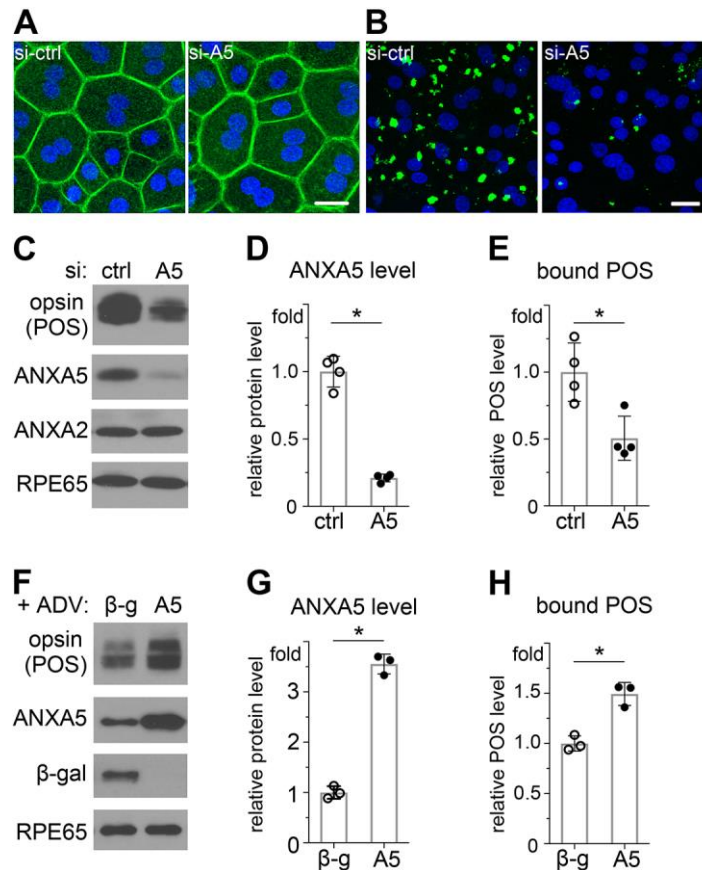 A
B
si-ctrl
si-A5
si-ctrl
si-A5
C
D
E
si: ctrl A5
opsin
(POS)
ANXA5
ANXA2
RPE65
ANXA5 level
fold
*
relative protein level
1.0
0.5
0
ctrl A5
bound POS
fold
*
relative POS level
1.0
0.5
0
ctrl A5
F
G
H
+ ADV: β-g A5
opsin
(POS)
ANXA5
β-gal
RPE65
ANXA5 level
fold
*
relative protein level
3
2
1
0
β-g A5
bound POS
fold
*
relative POS level
1.5
1.0
0.5
0
β-g A5